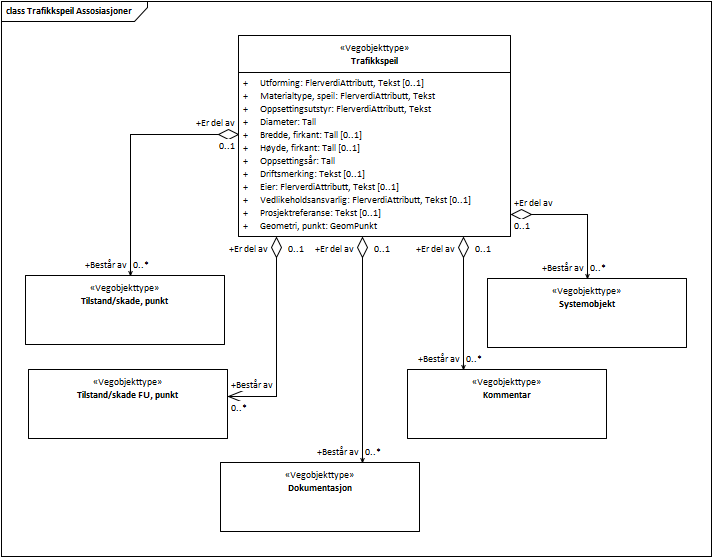 class Trafikkspeil Assosiasjoner
«Vegobjekttype»
Trafikkspeil
+ Utforming: FlerverdiAttributt, Tekst [0..1]
+ Materialtype, speil: FlerverdiAttributt, Tekst
+ Oppsettingsutstyr: FlerverdiAttributt, Tekst
+ Diameter: Tall
+ Bredde, firkant: Tall [0..1]
+ Høyde, firkant: Tall [0..1]
+ Oppsettingsår: Tall
+ Driftsmerking: Tekst [0..1]
+ Eier: FlerverdiAttributt, Tekst [0..1]
+ Vedlikeholdsansvarlig: FlerverdiAttributt, Tekst [0..1]
+ Prosjektreferanse: Tekst [0..1]
+ Geometri, punkt: GeomPunkt
+Er del av
0..1
+Er del av
0..1
+Er del av 0..1
+Er del av 0..1
+Er del av 0..1
+Består av 0..*
«Vegobjekttype»
Tilstand/skade, punkt
+Består av 0..*
«Vegobjekttype»
Systemobjekt
+Består av
0..*
«Vegobjekttype»
Tilstand/skade FU, punkt
+Består av 0..*
«Vegobjekttype»
Kommentar
+Består av 0..*
«Vegobjekttype»
Dokumentasjon